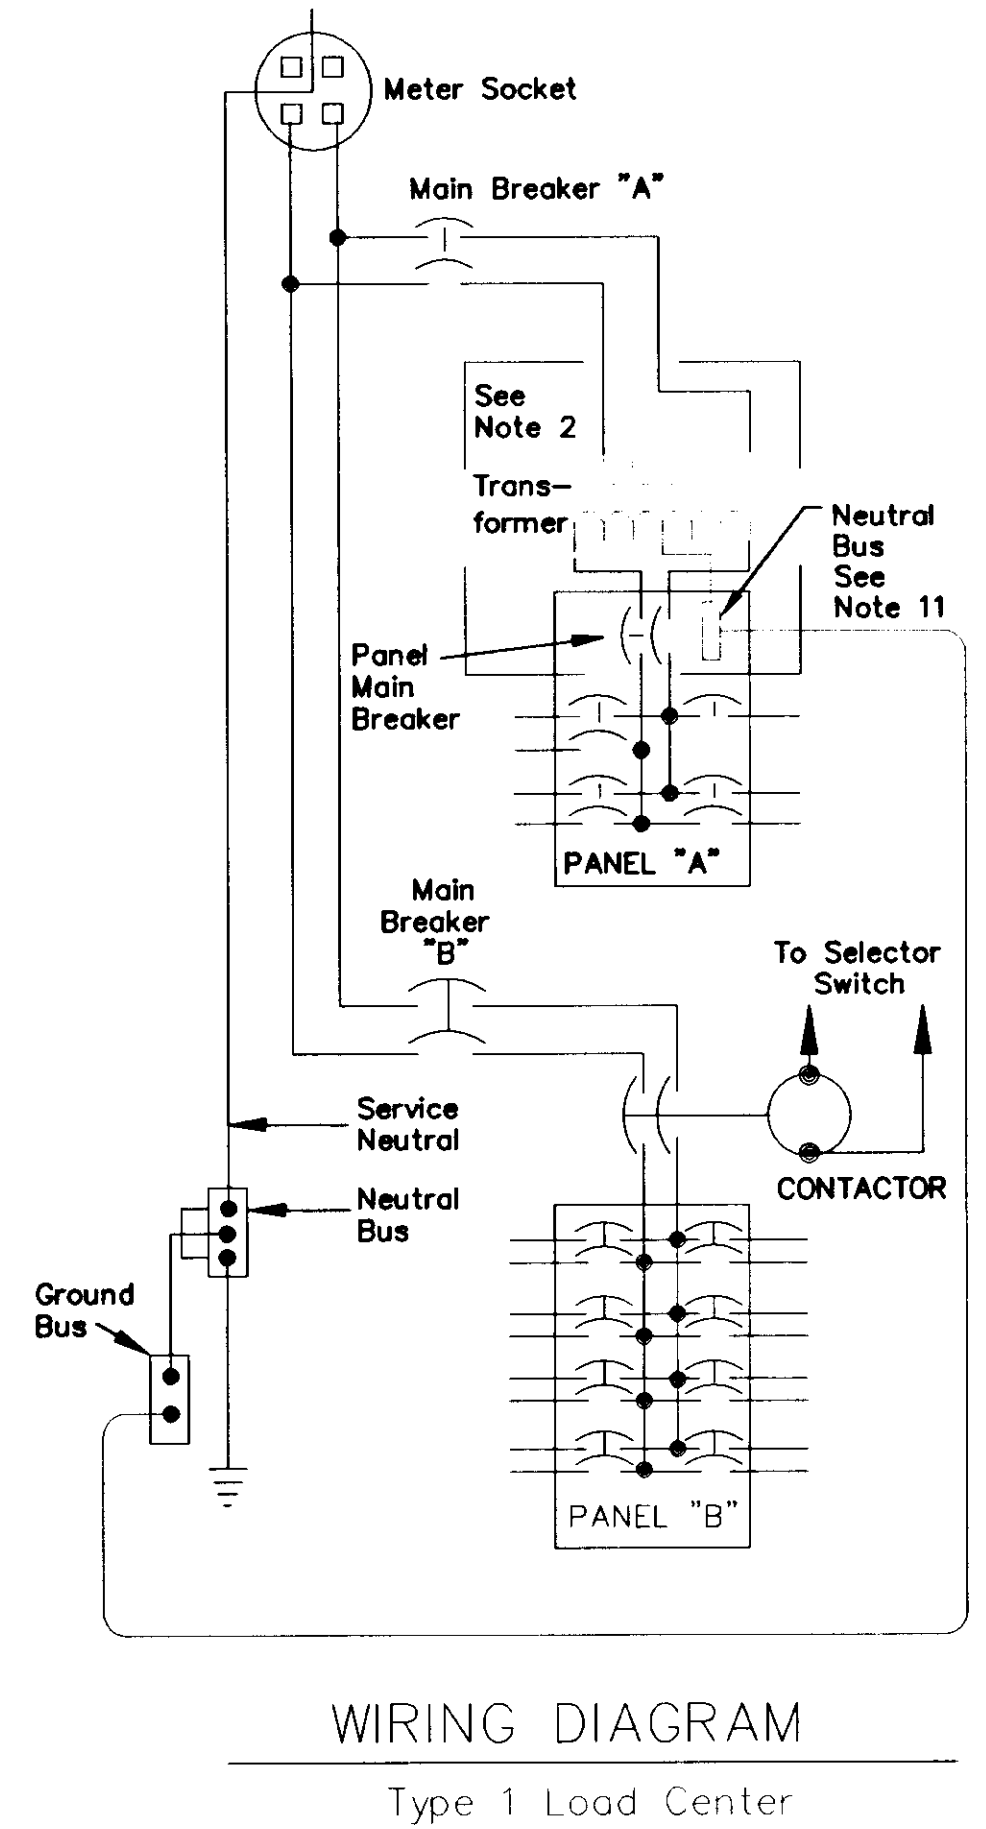 Meter Socket
Main Breaker "A"
See
Note 2
Trans-
former
Neutral
Bus
See
Note 11
Panel
Main
Breaker
PANEL "A"
Main
Breaker
"B"
To Selector
Switch
Service
Neutral
CONTACTOR
Neutral
Bus
Ground
Bus
PANEL "B"
WIRING DIAGRAM
Type 1 Load Center